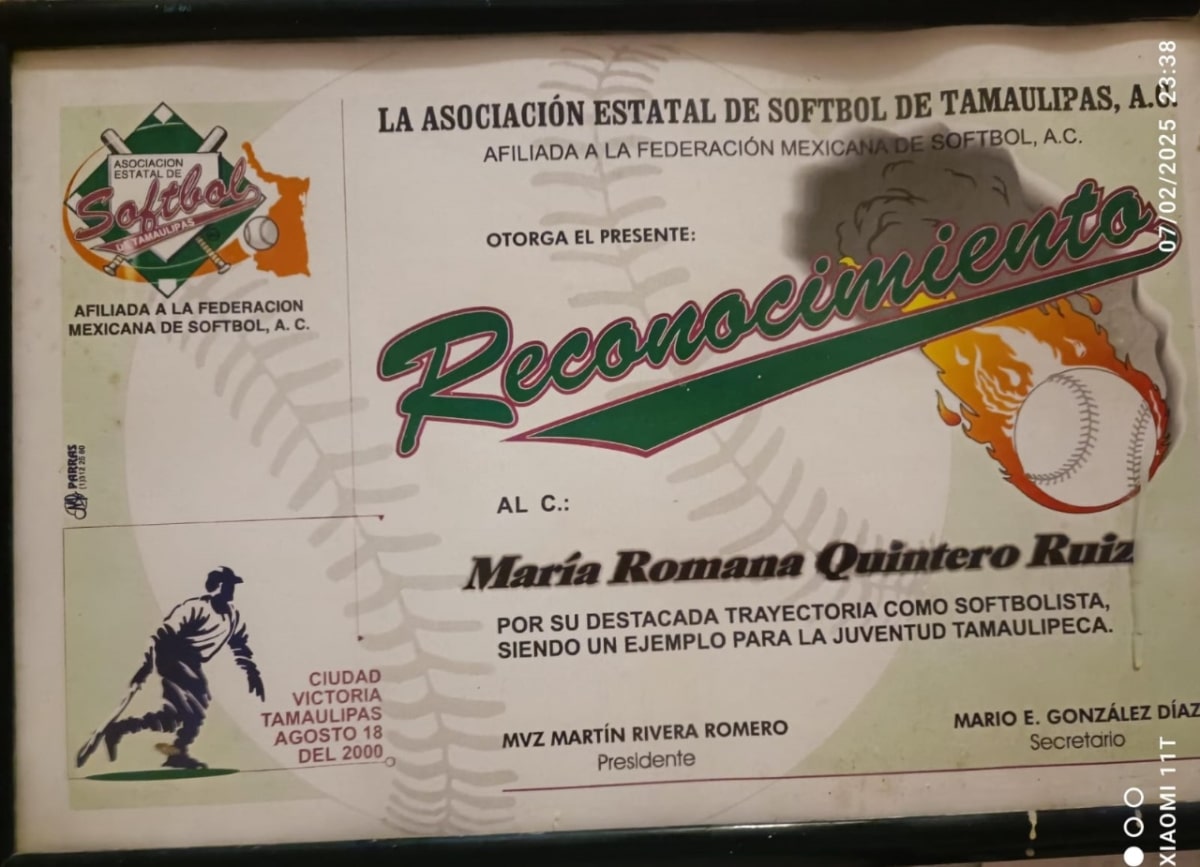 LA ASOCIACIÓN ESTATAL DE SOFTBOL DE TAMAULIPAS, A.C.
AFILIADA A LA FEDERACIÓN MEXICANA DE SOFTBOL, A.C.
ASOCIACION
ESTATAL DE
Softbol
DE TAMAULIPAS
AFILIADA A LA FEDERACION
MEXICANA DE SOFTBOL, A. C.
OTORGA EL PRESENTE:
Reconocimiento
PARRAS
AL C.:
María Romana Quintero Ruiz
POR SU DESTACADA TRAYECTORIA COMO SOFTBOLISTA,
SIENDO UN EJEMPLO PARA LA JUVENTUD TAMAULIPECA.
CIUDAD
VICTORIA
TAMAULIPAS
AGOSTO 18
DEL 2000
MVZ MARTÍN RIVERA ROMERO
Presidente
MARIO E. GONZÁLEZ DÍAZ
Secretario
07/02/2025 23:38
XIAOMI 11T